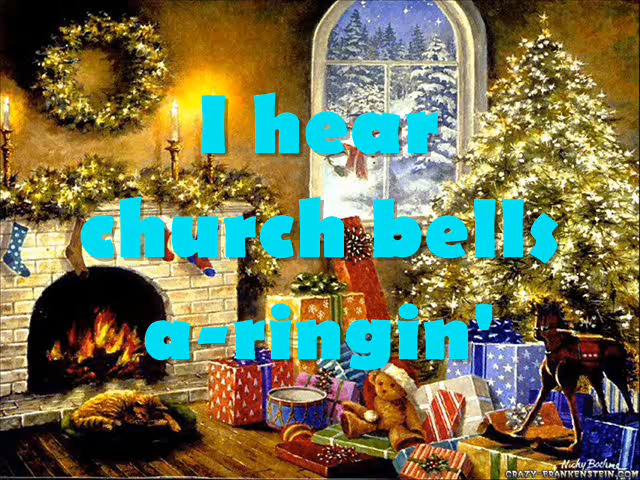 I hear
church bells
a-ringin'
Nicky Boehme
CRAZY-FRANKENSTEIN.COM